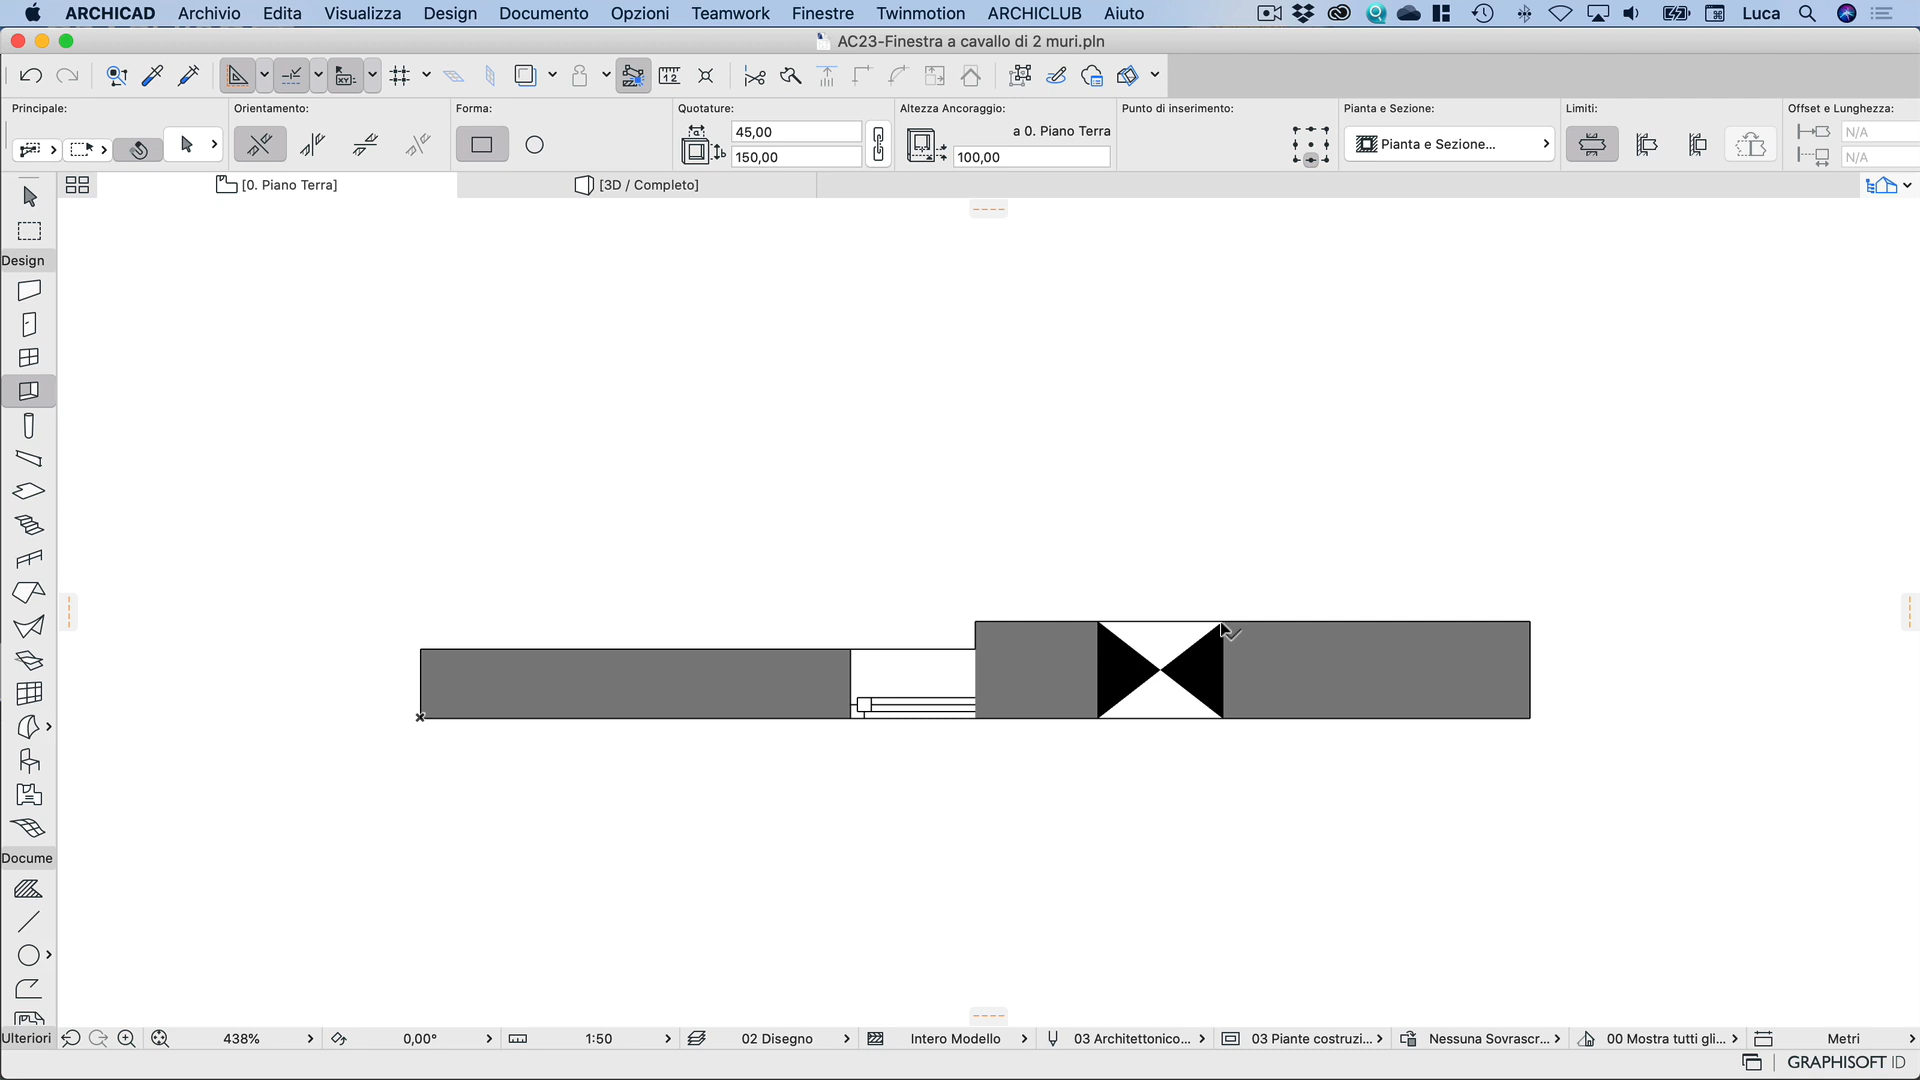 ARCHICAD Archivio Edita Visualizza Design Documento Opzioni Teamwork Finestre Twinmotion ARCHICLUB Aiuto Luca
AC23-Finestra a cavallo di 2 muri.pln
Principale: Orientamento: Forma: Quotature: Altezza Ancoraggio: Punto di inserimento: Pianta e Sezione: Limiti: Offset e Lunghezza:
45,00 a 0. Piano Terra N/A
Pianta e Sezione...
150,00 100,00 N/A
[0. Piano Terra] [3D / Completo]
Design
Docume
Ulteriori 438% 0,00° 1:50 02 Disegno Intero Modello 03 Architettonico... 03 Piante costruzi... Nessuna Sovrascr... 00 Mostra tutti gli... Metri
GRAPHISOFT ID